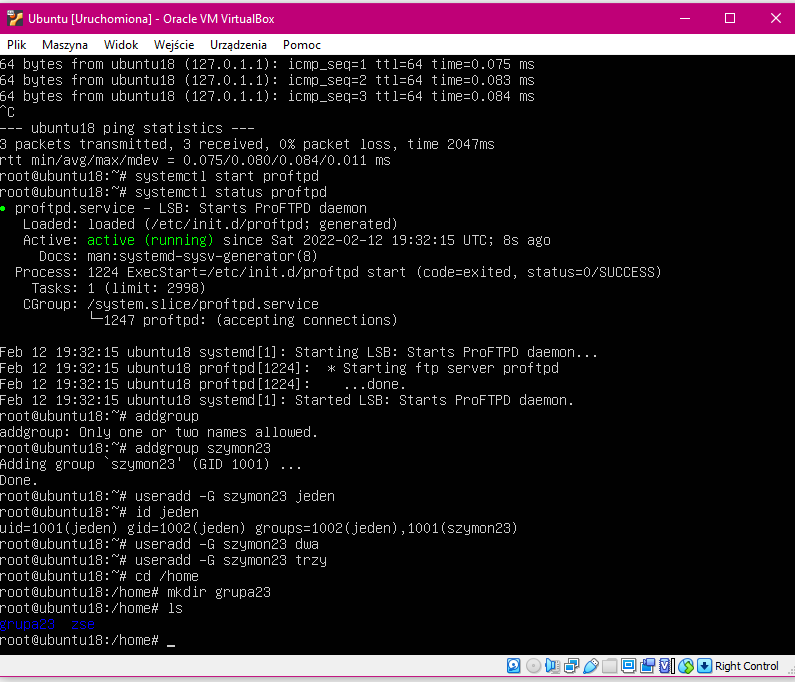 Ubuntu [Uruchomiona] - Oracle VM VirtualBox
Plik Maszyna Widok Wejście Urządzenia Pomoc
64 bytes from ubuntu18 (127.0.1.1): icmp_seq=1 ttl=64 time=0.075 ms
64 bytes from ubuntu18 (127.0.1.1): icmp_seq=2 ttl=64 time=0.083 ms
64 bytes from ubuntu18 (127.0.1.1): icmp_seq=3 ttl=64 time=0.084 ms
^C
--- ubuntu18 ping statistics ---
3 packets transmitted, 3 received, 0% packet loss, time 2047ms
rtt min/avg/max/mdev = 0.075/0.080/0.084/0.011 ms
root@ubuntu18:~# systemctl start proftpd
root@ubuntu18:~# systemctl status proftpd
● proftpd.service - LSB: Starts ProFTPD daemon
   Loaded: loaded (/etc/init.d/proftpd; generated)
   Active: active (running) since Sat 2022-02-12 19:32:15 UTC; 8s ago
     Docs: man:systemd-sysv-generator(8)
  Process: 1224 ExecStart=/etc/init.d/proftpd start (code=exited, status=0/SUCCESS)
    Tasks: 1 (limit: 2998)
   CGroup: /system.slice/proftpd.service
           └─1247 proftpd: (accepting connections)
Feb 12 19:32:15 ubuntu18 systemd[1]: Starting LSB: Starts ProFTPD daemon...
Feb 12 19:32:15 ubuntu18 proftpd[1224]:  * Starting ftp server proftpd
Feb 12 19:32:15 ubuntu18 proftpd[1224]:    ...done.
Feb 12 19:32:15 ubuntu18 systemd[1]: Started LSB: Starts ProFTPD daemon.
root@ubuntu18:~# addgroup
addgroup: Only one or two names allowed.
root@ubuntu18:~# addgroup szymon23
Adding group `szymon23' (GID 1001) ...
Done.
root@ubuntu18:~# useradd -G szymon23 jeden
root@ubuntu18:~# id jeden
uid=1001(jeden) gid=1002(jeden) groups=1002(jeden),1001(szymon23)
root@ubuntu18:~# useradd -G szymon23 dwa
root@ubuntu18:~# useradd -G szymon23 trzy
root@ubuntu18:~# cd /home
root@ubuntu18:/home# mkdir grupa23
root@ubuntu18:/home# ls
grupa23  zse
root@ubuntu18:/home# _
Right Control